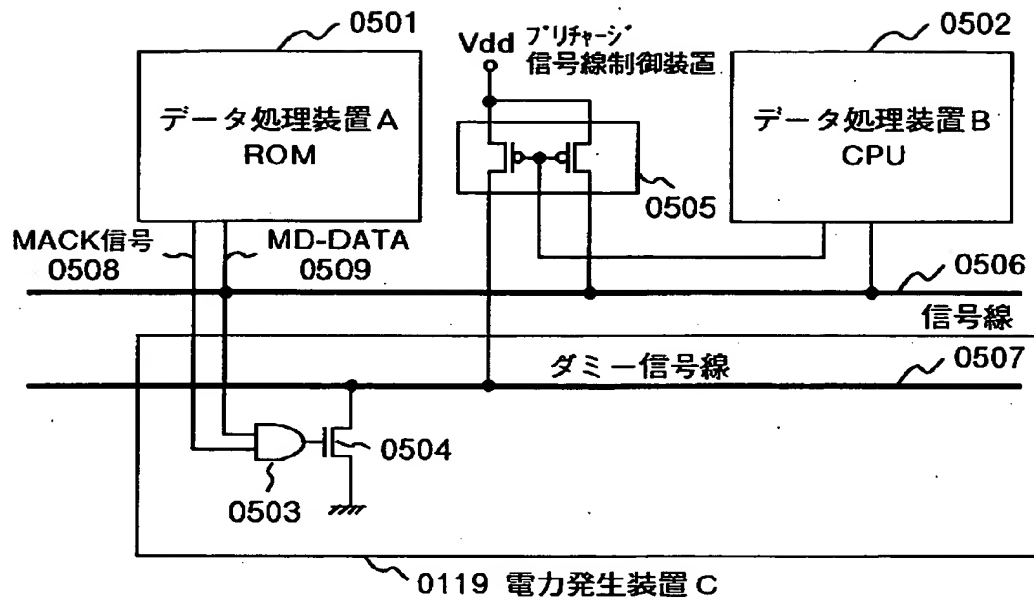 0501
0502
Vdd プリチャージ
信号線制御装置
データ処理装置A
ROM
データ処理装置B
CPU
0505
MACK信号
0508
MD-DATA
0509
0506
信号線
ダミー信号線
0507
0504
0503
0119 電力発生装置C